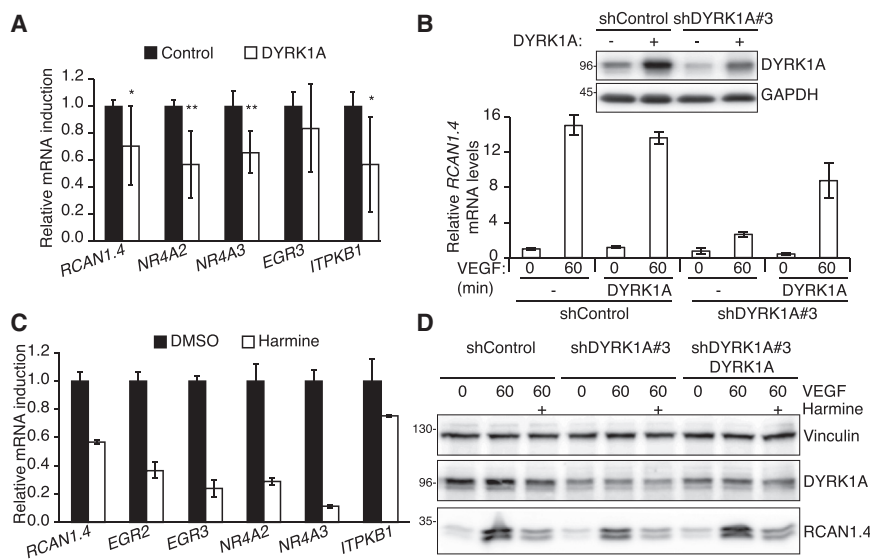 A
Control DYRK1A
Relative mRNA induction
1.2
1.0
0.8
0.6
0.4
0.2
0.0
* ** ** *
RCAN1.4 NR4A2 NR4A3 EGR3 ITPKB1
B
shControl shDYRK1A#3
DYRK1A: - + - +
96- DYRK1A
45- GAPDH
Relative RCAN1.4
mRNA levels
16
12
8
4
0
VEGF: 0 60 0 60 0 60 0 60
(min) - DYRK1A - DYRK1A
shControl shDYRK1A#3
C
DMSO Harmine
Relative mRNA induction
1.2
1.0
0.8
0.6
0.4
0.2
0.0
RCAN1.4 EGR2 EGR3 NR4A2 NR4A3 ITPKB1
D
shControl shDYRK1A#3 shDYRK1A#3
DYRK1A
0 60 60 0 60 60 0 60 60 VEGF
+ + + Harmine
130- Vinculin
96- DYRK1A
35- RCAN1.4